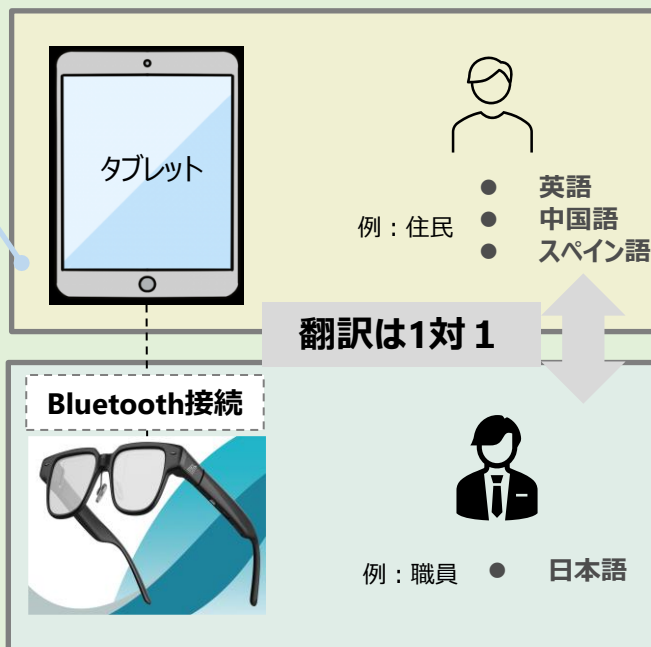 タブレット
例：住民
● 英語
● 中国語
● スペイン語
翻訳は1対１
Bluetooth接続
例：職員 ● 日本語